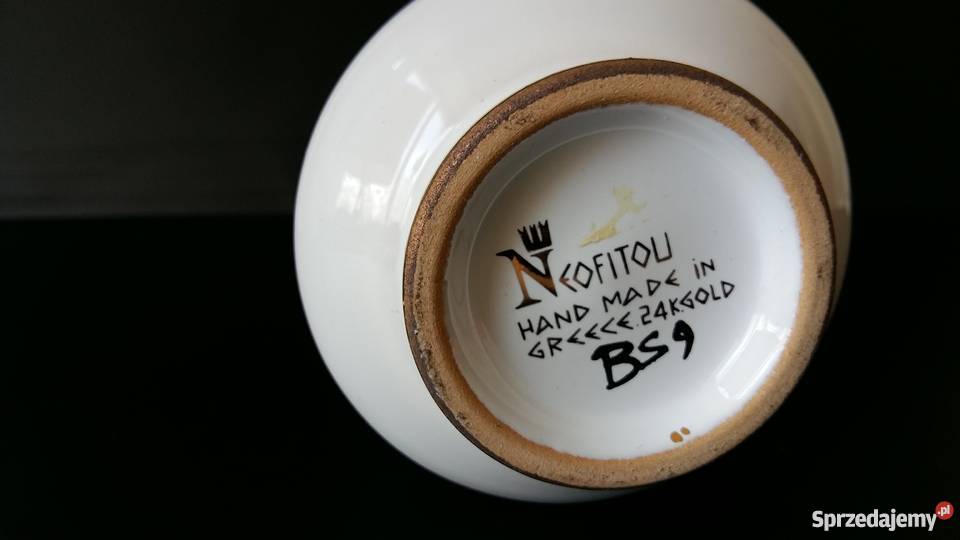 NEOFITOU
HAND MADE IN
GREECE.24K.GOLD
BS9
Sprzedajemy.pl